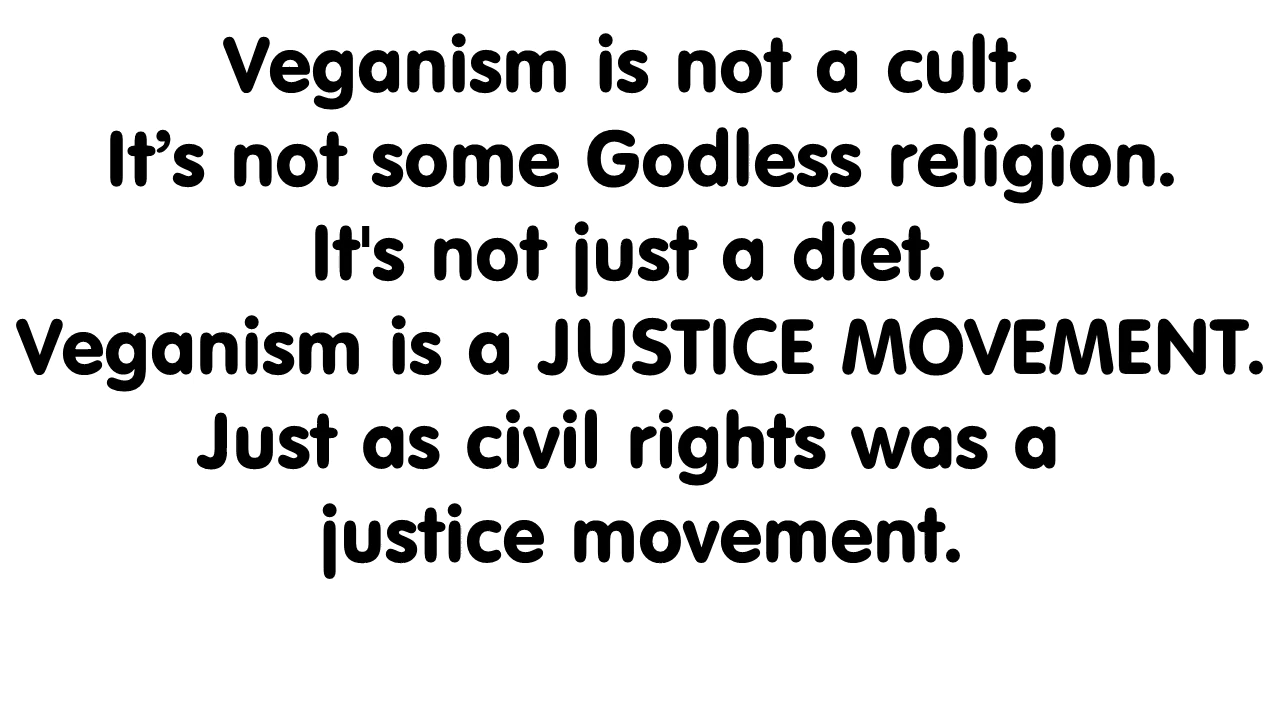 Veganism is not a cult.
It’s not some Godless religion.
It's not just a diet.
Veganism is a JUSTICE MOVEMENT.
Just as civil rights was a
justice movement.